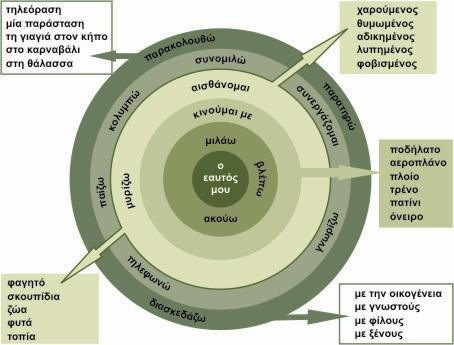 τηλεόραση
μία παράσταση
τη γιαγιά στον κήπο
στο καρναβάλι
στη θάλασσα
χαρούμενος
θυμωμένος
αδικημένος
λυπημένος
φοβισμένος
παρακολουθώ
παρατηρώ
συνομιλώ
κολυμπώ
συνεργάζομαι
αισθάνομαι
κινούμαι με
μιλάω
βλέπω
ο
εαυτός
μου
ακούω
μυρίζω
παίζω
γνωρίζω
τηλεφωνώ
διασκεδάζω
ποδήλατο
αεροπλάνο
πλοίο
τρένο
πατίνι
όνειρο
φαγητό
σκουπίδια
ζώα
φυτά
τοπία
με την οικογένεια
με γνωστούς
με φίλους
με ξένους